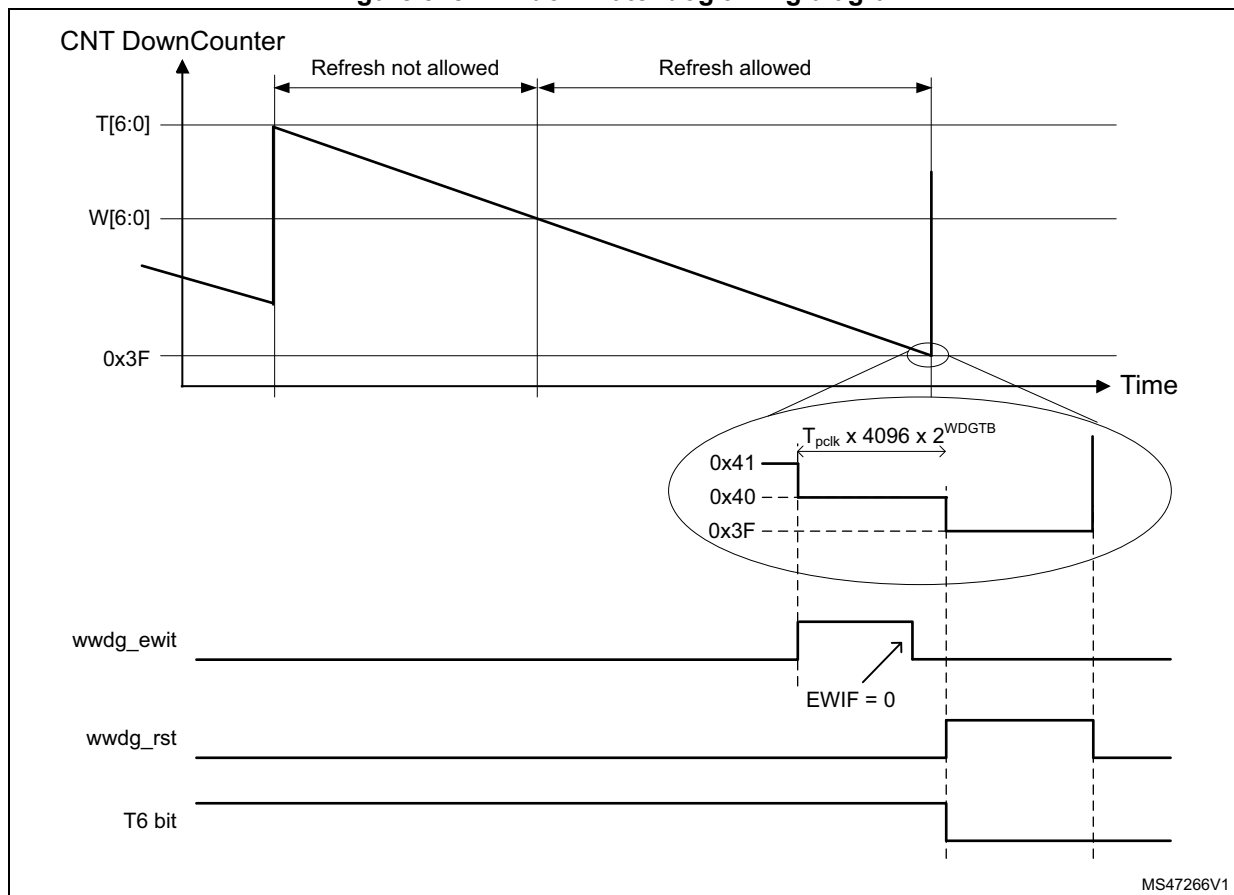 CNT DownCounter
Refresh not allowed
Refresh allowed
T[6:0]
W[6:0]
0x3F
Time
Tpclk x 4096 x 2WDGTB
0x41
0x40
0x3F
wwdg_ewit
EWIF = 0
wwdg_rst
T6 bit
MS47266V1